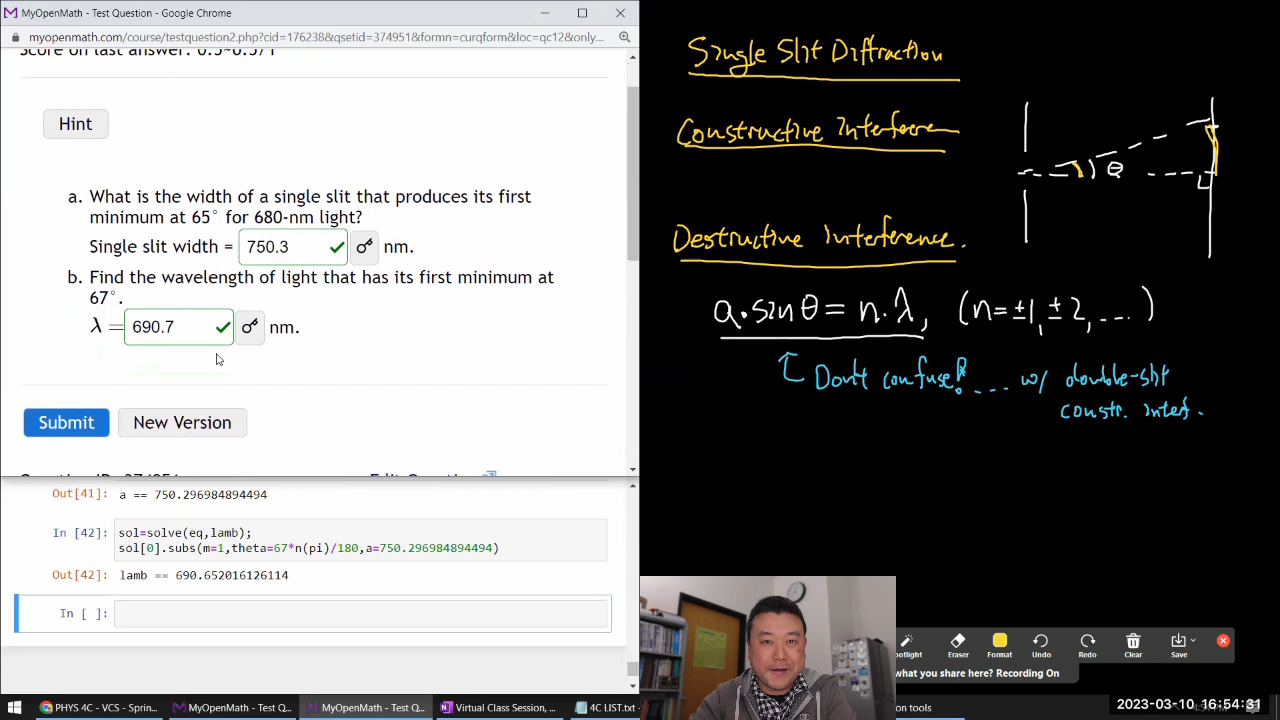 MyOpenMath - Test Question - Google Chrome
myopenmath.com/course/testquestion2.php?cid=176238&qsetid=374951&formn=curqform&loc=qc12&only...
Hint
a. What is the width of a single slit that produces its first
minimum at 65° for 680-nm light?
Single slit width = 750.3 nm.
b. Find the wavelength of light that has its first minimum at
67°.
λ = 690.7 nm.
Submit
New Version
Out[41]: a == 750.296984894494
In [42]: sol=solve(eq,lamb);
sol[0].subs(m=1,theta=67*n(pi)/180,a=750.296984894494)
Out[42]: lamb == 690.652016126114
In [ ]:
Single Slit Diffraction
Constructive Interferen
θ
Destructive Interference.
a·sinθ = n·λ, (n=±1, ±2, ...)
Don't confuse! ... w/ double-slit
constr. interf.
potlight
Eraser
Format
Undo
Redo
Clear
Save
what you share here? Recording On
PHYS 4C - VCS - Sprin...
MyOpenMath - Test Q...
MyOpenMath - Test Q...
Virtual Class Session, ...
4C LIST.txt
on tools
2023-03-10 16:54:31